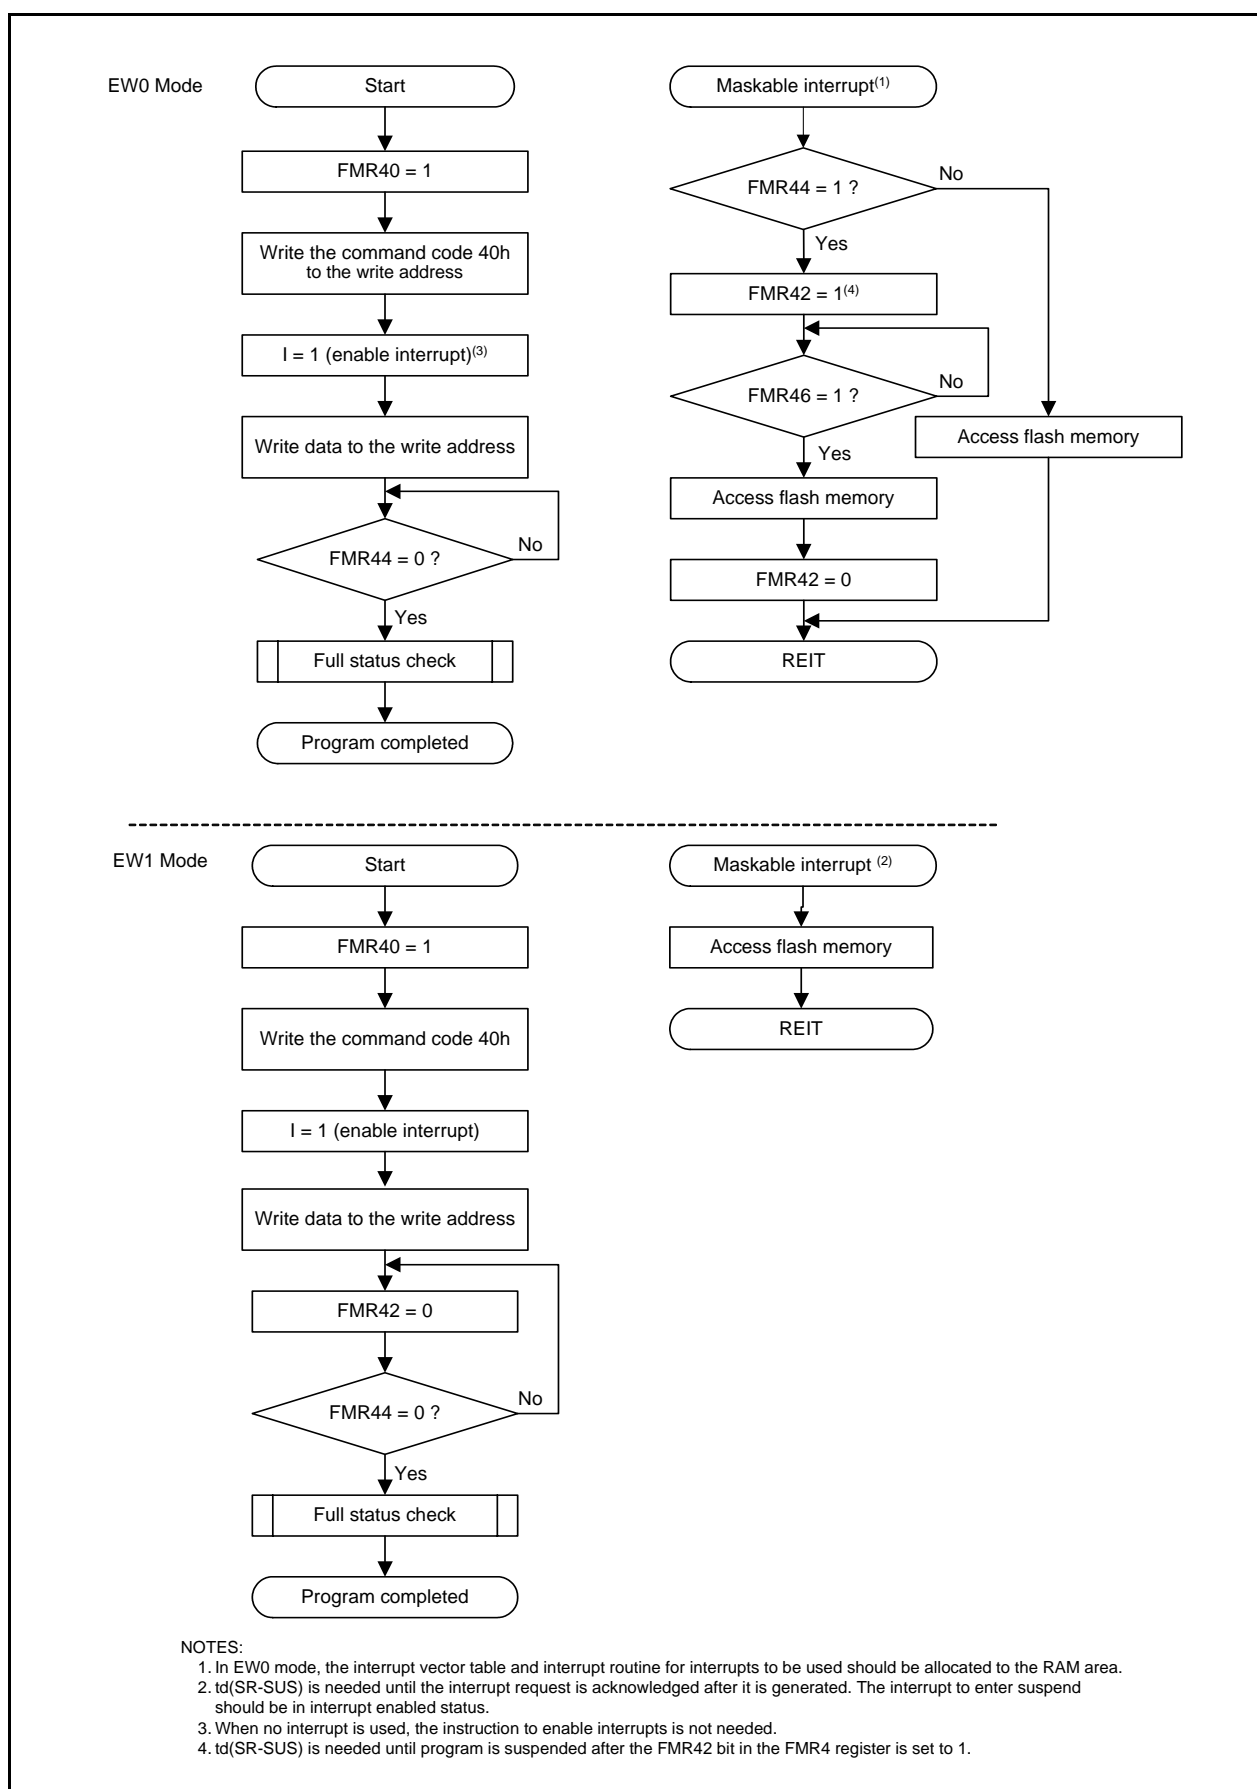 EW0 Mode
Start
FMR40 = 1
Write the command code 40h
to the write address
I = 1 (enable interrupt)(3)
Write data to the write address
FMR44 = 0 ?
No
Yes
Full status check
Program completed
Maskable interrupt(1)
FMR44 = 1 ?
No
Yes
FMR42 = 1(4)
FMR46 = 1 ?
No
Yes
Access flash memory
Access flash memory
FMR42 = 0
REIT
EW1 Mode
Start
FMR40 = 1
Write the command code 40h
I = 1 (enable interrupt)
Write data to the write address
FMR42 = 0
FMR44 = 0 ?
No
Yes
Full status check
Program completed
Maskable interrupt (2)
Access flash memory
REIT
NOTES:
1. In EW0 mode, the interrupt vector table and interrupt routine for interrupts to be used should be allocated to the RAM area.
2. td(SR-SUS) is needed until the interrupt request is acknowledged after it is generated. The interrupt to enter suspend
should be in interrupt enabled status.
3. When no interrupt is used, the instruction to enable interrupts is not needed.
4. td(SR-SUS) is needed until program is suspended after the FMR42 bit in the FMR4 register is set to 1.